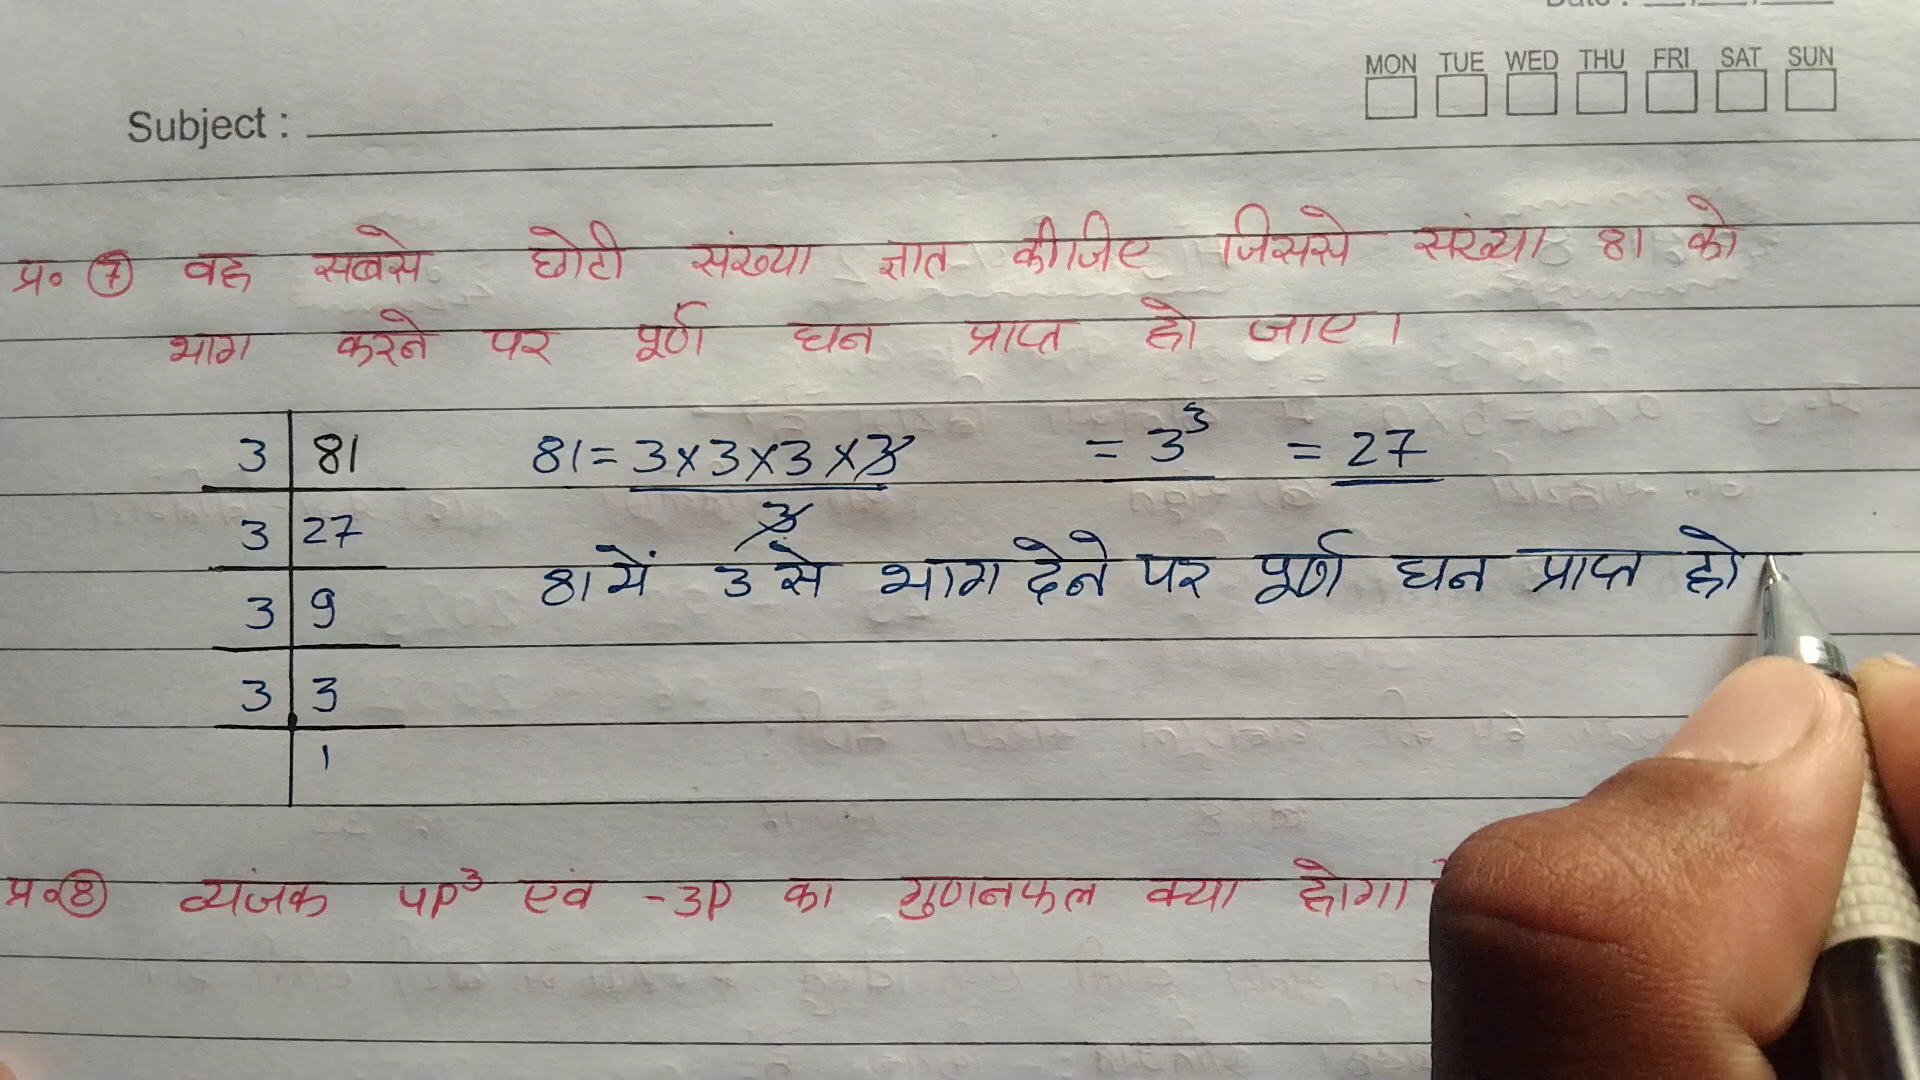 MON TUE WED THU FRI SAT SUN
Subject :
प्र॰ ⑦ वह सबसे छोटी संख्या ज्ञात कीजिए जिससे संख्या 81 को
भाग करने पर पूर्ण घन प्राप्त हो जाए ।
3 | 81 81 = 3×3×3×3 = 3³ = 27
3 | 27 3
3 | 9 81 में 3 से भाग देने पर पूर्ण घन प्राप्त हो
3 | 3
1
प्र॰ ⑧ व्यंजक 4P³ एवं -3P का गुणनफल क्या होगा